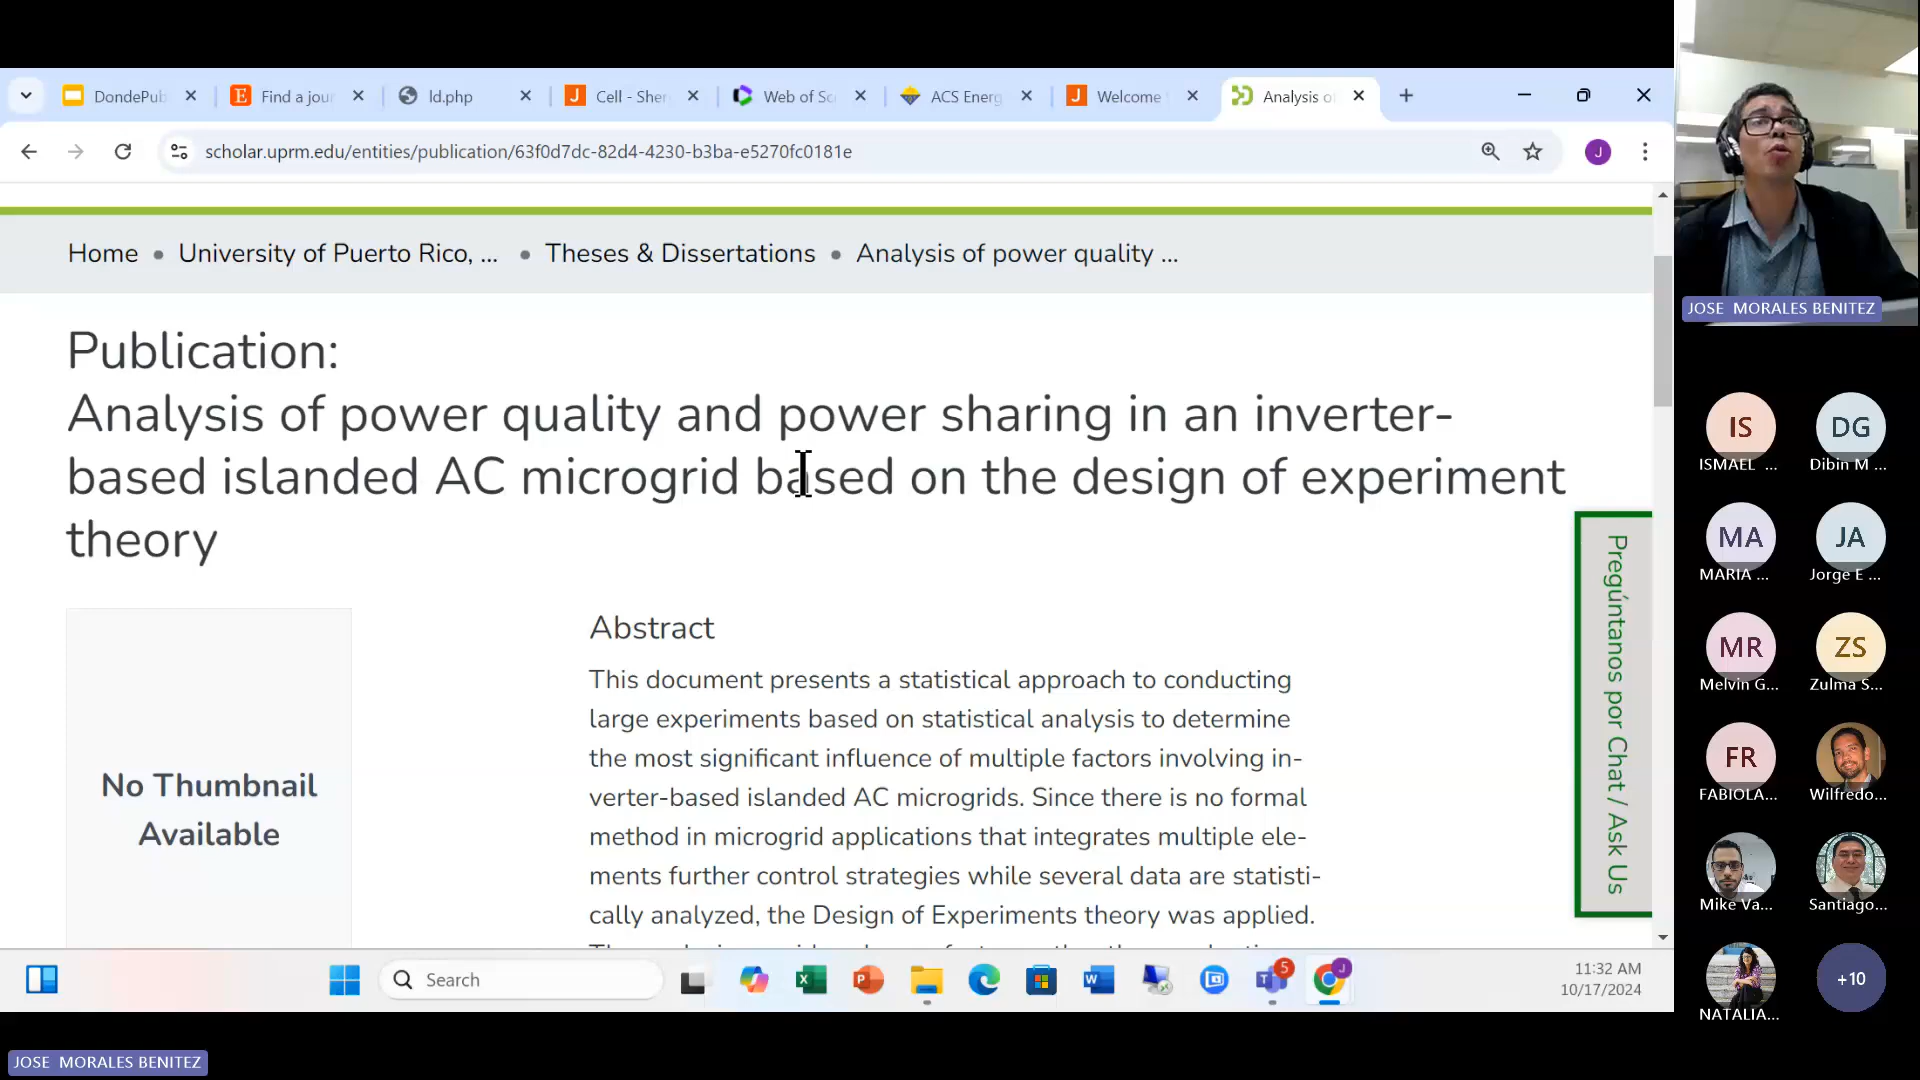 DondePub
Find a jou
ld.php
Cell - Sher
Web of Sc
ACS Energ
Welcome
Analysis o
scholar.uprm.edu/entities/publication/63f0d7dc-82d4-4230-b3ba-e5270fc0181e
J
Home • University of Puerto Rico, ... • Theses & Dissertations • Analysis of power quality ...
Publication:
Analysis of power quality and power sharing in an inverter-
based islanded AC microgrid based on the design of experiment
theory
No Thumbnail
Available
Abstract
This document presents a statistical approach to conducting
large experiments based on statistical analysis to determine
the most significant influence of multiple factors involving in-
verter-based islanded AC microgrids. Since there is no formal
method in microgrid applications that integrates multiple ele-
ments further control strategies while several data are statisti-
cally analyzed, the Design of Experiments theory was applied.
Pregúntanos por Chat / Ask Us
Search
5
J
11:32 AM
10/17/2024
JOSE MORALES BENITEZ
JOSE MORALES BENITEZ
IS
ISMAEL ...
DG
Dibin M ...
MA
MARIA ...
JA
Jorge E ...
MR
Melvin G...
ZS
Zulma S...
FR
FABIOLA...
Wilfredo...
Mike Va...
Santiago...
NATALIA...
+10